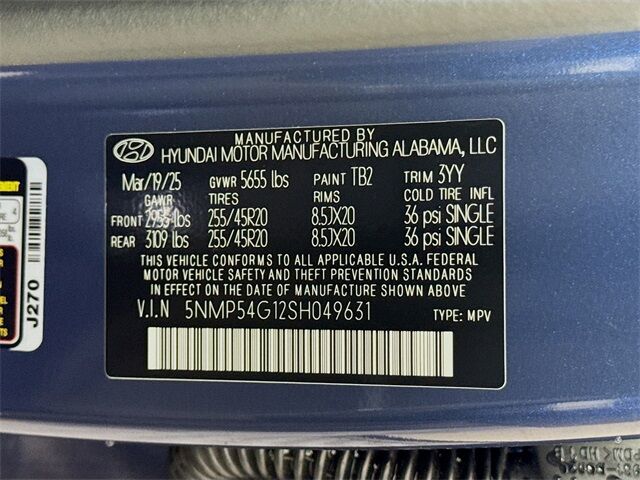 MANUFACTURED BY
HYUNDAI MOTOR MANUFACTURING ALABAMA, LLC
Mar/19/25 GVWR 5655 lbs PAINT TB2 TRIM 3YY
GAWR TIRES RIMS COLD TIRE INFL
FRONT 2955 lbs 255/45R20 8.5JX20 36 psi SINGLE
REAR 3109 lbs 255/45R20 8.5JX20 36 psi SINGLE
THIS VEHICLE CONFORMS TO ALL APPLICABLE U.S.A. FEDERAL
MOTOR VEHICLE SAFETY AND THEFT PREVENTION STANDARDS
IN EFFECT ON THE DATE OF MANUFACTURE SHOWN ABOVE.
V.I.N 5NMP54G12SH049631 TYPE: MPV
J270